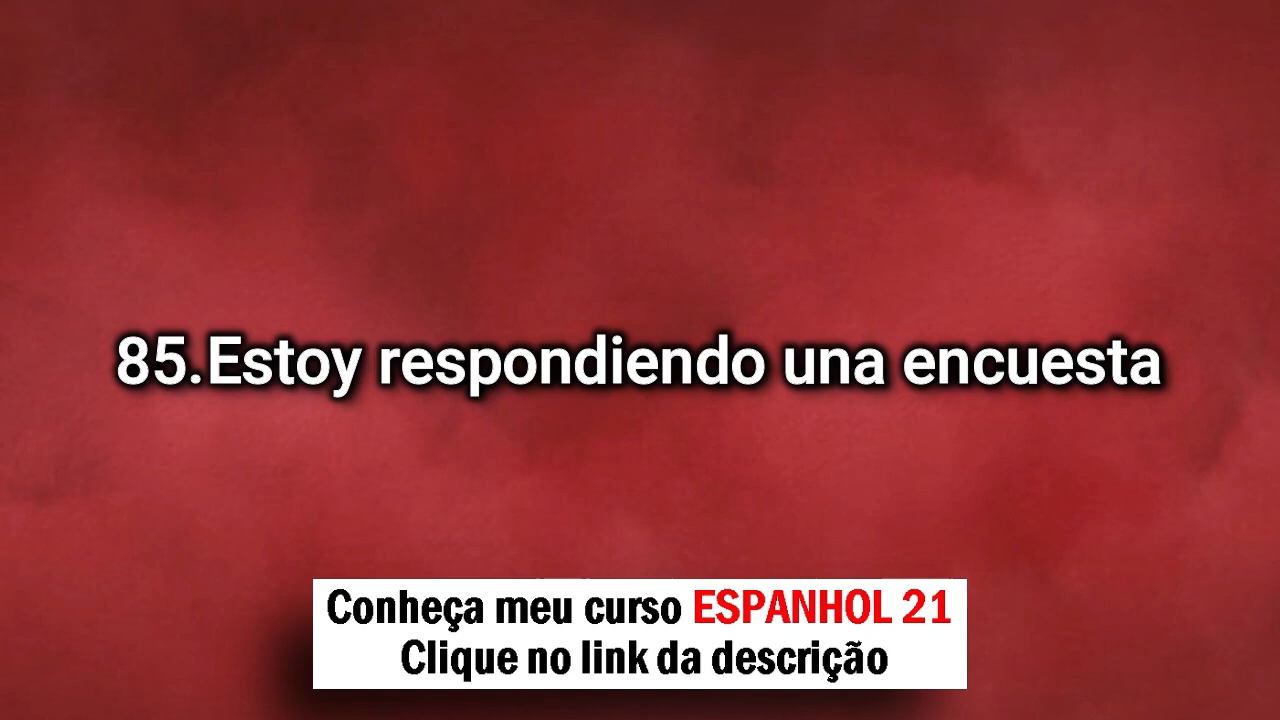 85.Estoy respondiendo una encuesta
Conheça meu curso ESPANHOL 21
Clique no link da descrição